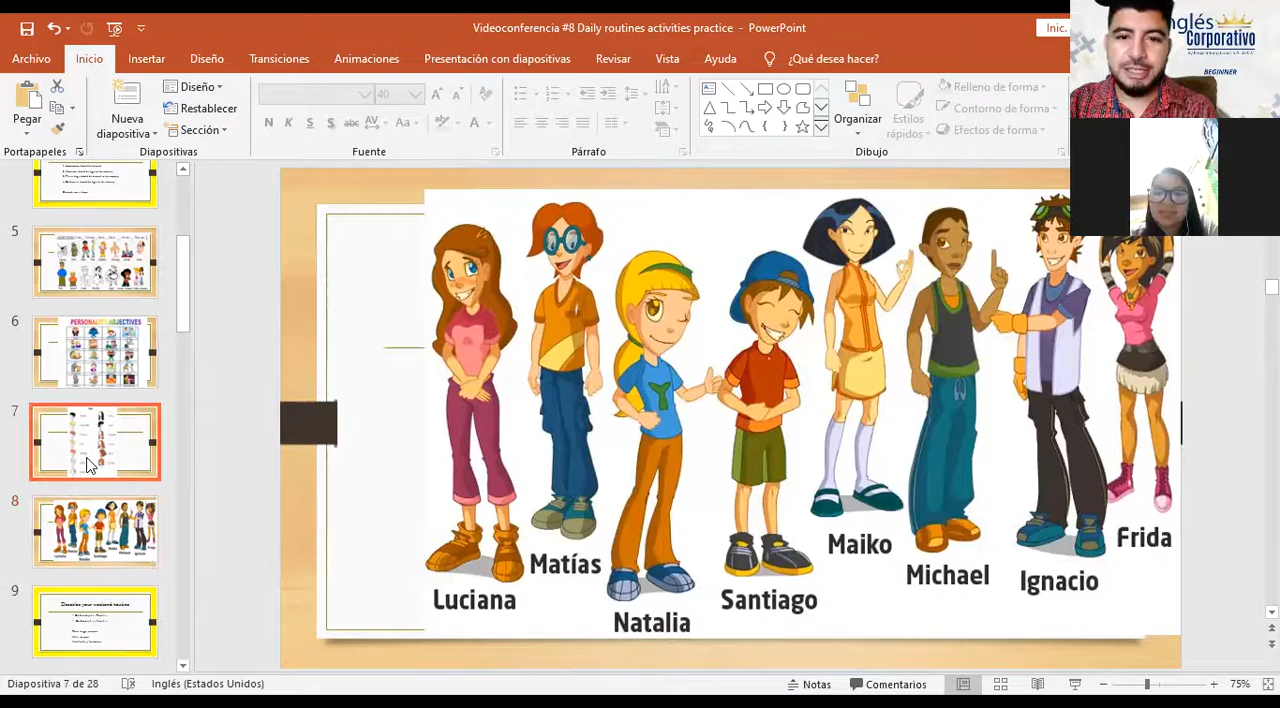 Videoconferencia #8 Daily routines activities practice - PowerPoint
Inic.
Inglés
Corporativo
BEGINNER
Archivo Inicio Insertar Diseño Transiciones Animaciones Presentación con diapositivas Revisar Vista Ayuda ¿Qué desea hacer?
Pegar
Nueva
diapositiva
Diseño
Restablecer
Sección
40
N K S S abc AV Aa A
Organizar
Estilos
rápidos
Relleno de forma
Contorno de forma
Efectos de forma
Portapapeles Diapositivas Fuente Párrafo Dibujo
5
6
PERSONALITY ADJECTIVES
7
8
9
Describe your weekend routine
Luciana
Matías
Natalia
Santiago
Maiko
Michael
Ignacio
Frida
Diapositiva 7 de 28 Inglés (Estados Unidos) Notas Comentarios 75%